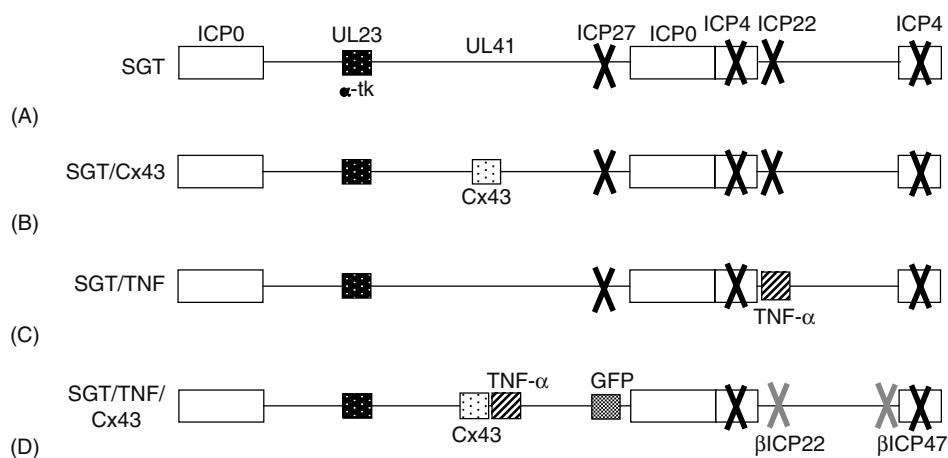 ICP0 UL23 UL41 ICP27 ICP0 ICP4 ICP22 ICP4
SGT
α-tk
(A)
SGT/Cx43
Cx43
(B)
SGT/TNF
TNF-α
(C)
TNF-α GFP
SGT/TNF/
Cx43
Cx43 βICP22 βICP47
(D)